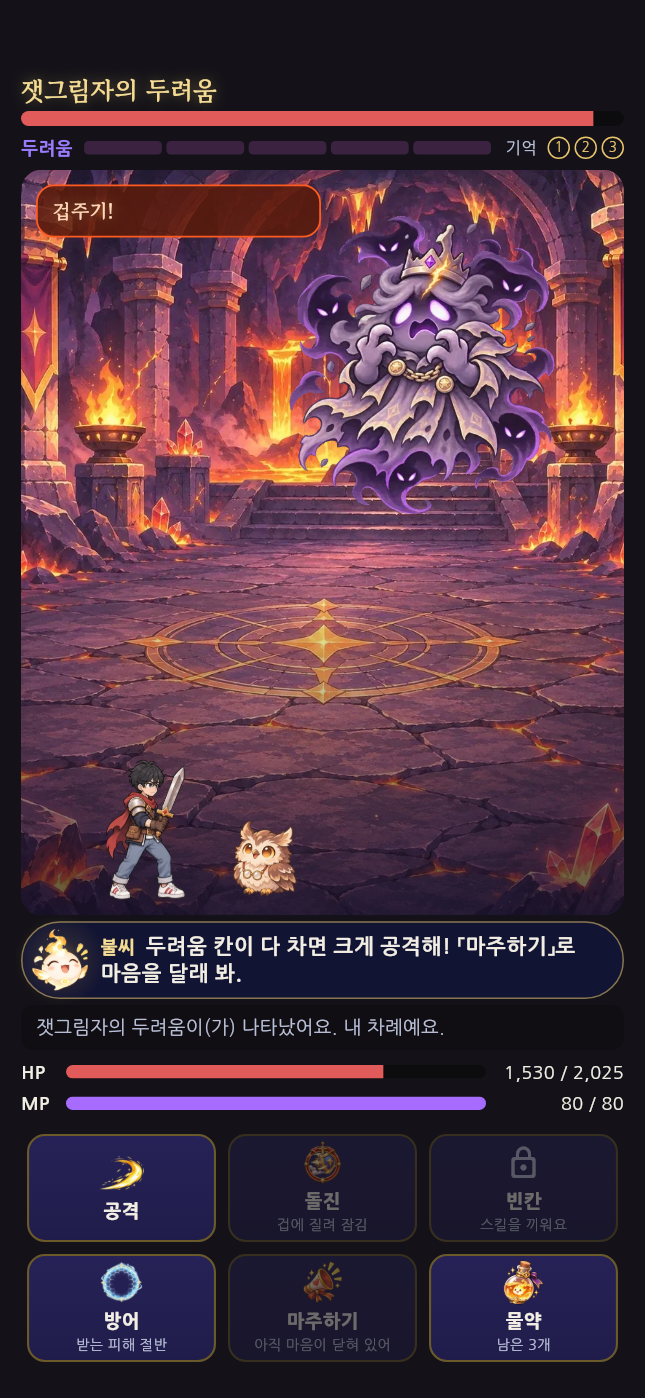 잿그림자의 두려움
두려움 기억 1 2 3
겁주기!
불씨 두려움 칸이 다 차면 크게 공격해! 「마주하기」로
마음을 달래 봐.
잿그림자의 두려움이(가) 나타났어요. 내 차례예요.
HP 1,530 / 2,025
MP 80 / 80
공격
돌진
겁에 질려 잠김
빈칸
스킬을 끼워요
방어
받는 피해 절반
마주하기
아직 마음이 닫혀 있어
물약
남은 3개